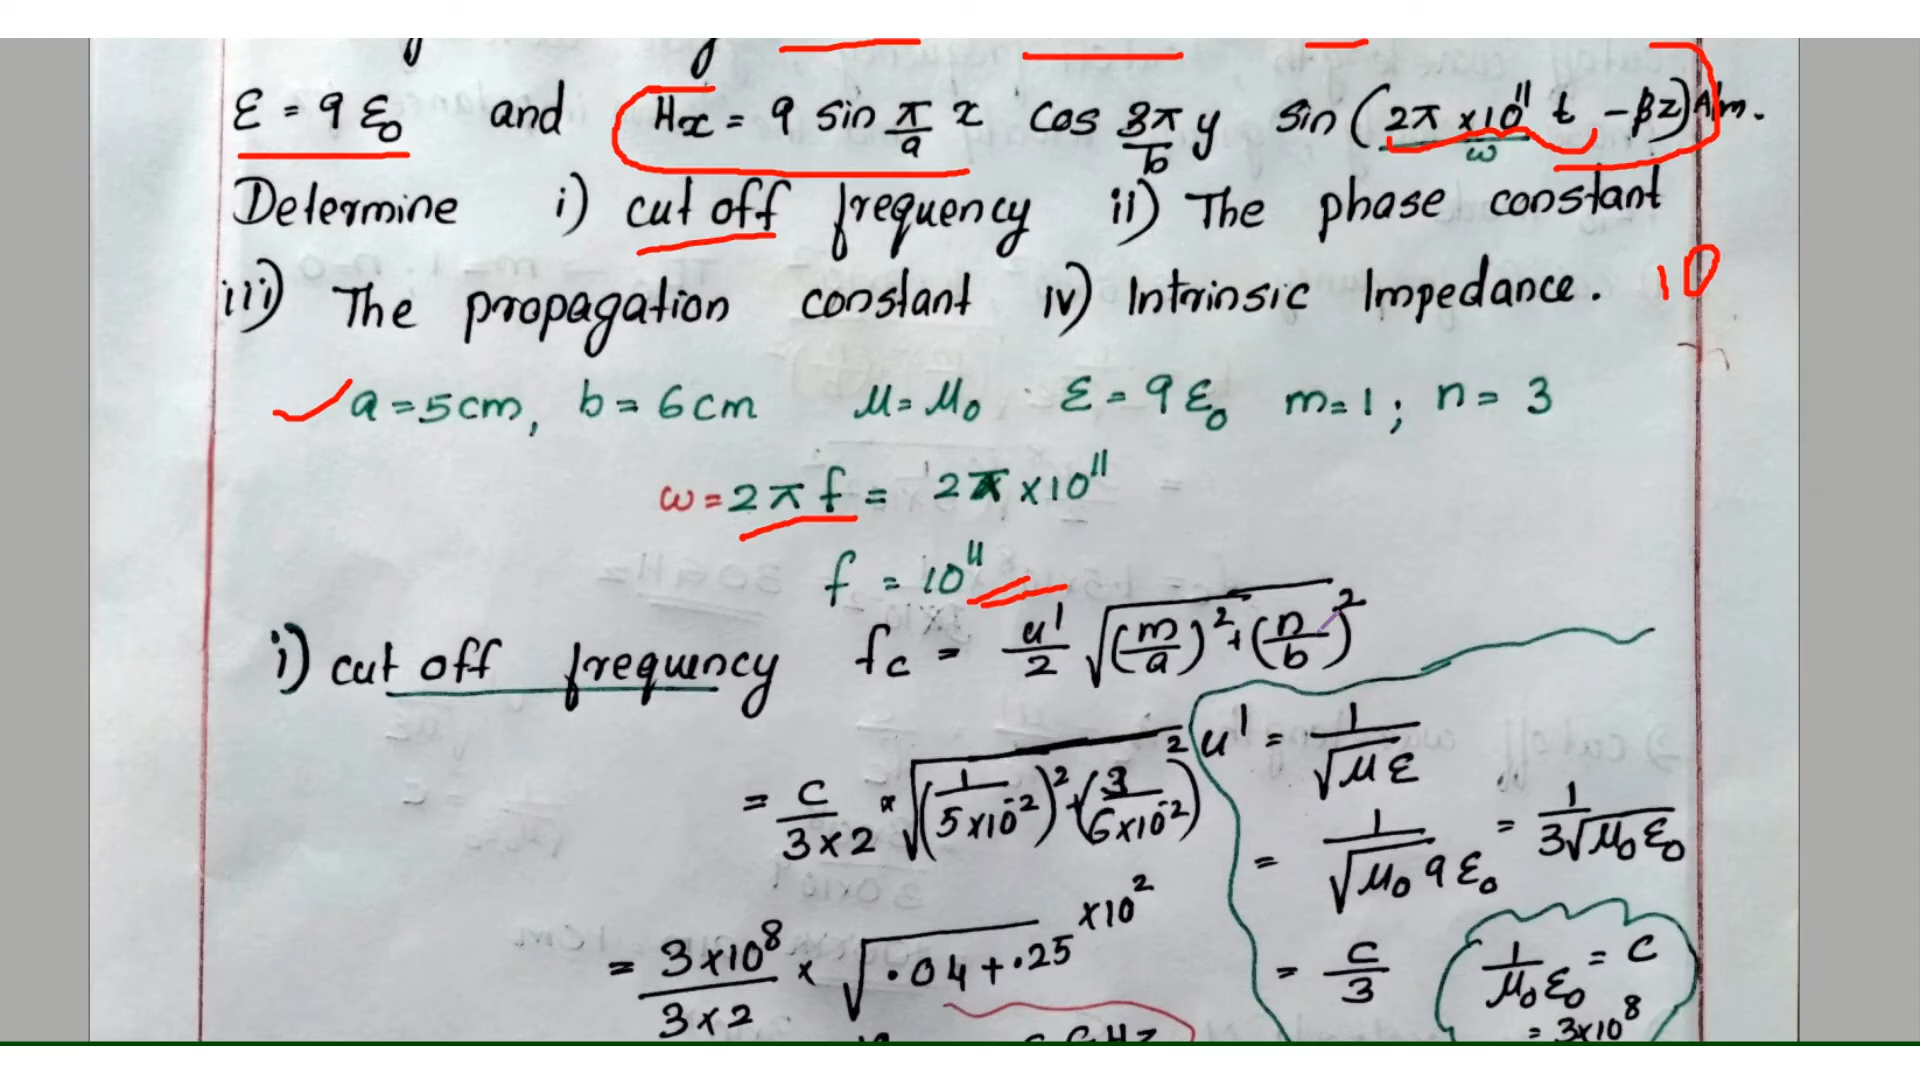 ε = 9 ε₀ and Hx = 9 sin π/a x cos 3π/b y sin (2π ×10¹¹ t - βz) A/m.
ω
Determine i) cut off frequency ii) The phase constant
iii) The propagation constant iv) Intrinsic Impedance. 10
a = 5cm, b = 6cm μ = μ₀ ε = 9 ε₀ m = 1 ; n = 3
ω = 2π f = 2π ×10¹¹
f = 10¹¹
i) cut off frequency fc = u'/2 √(m/a)² + (n/b)²
= c/3×2 × √(1/5×10⁻²)² + (3/6×10⁻²)²
u' = 1/√με
= 1/√μ₀ 9 ε₀ = 1/3√μ₀ε₀
= 3×10⁸/3×2 × √.04 + .25 ×10²
= c/3
1/μ₀ε₀ = c
= 3×10⁸